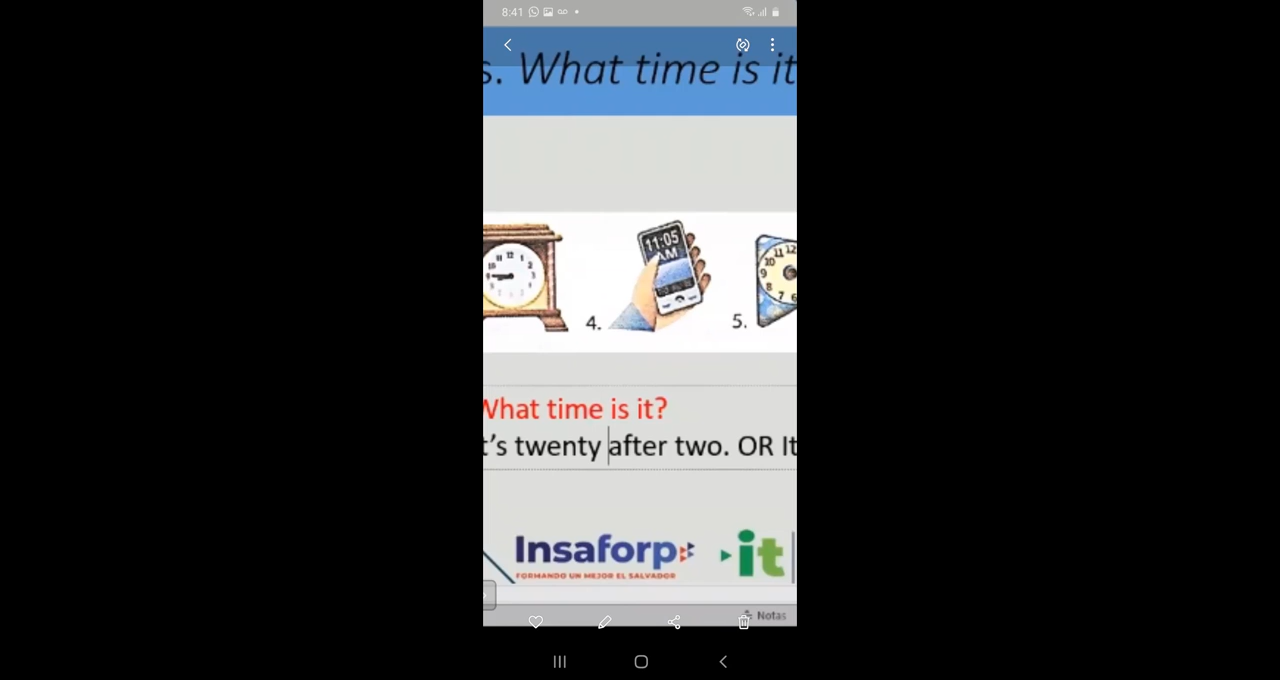 8:41
s. What time is it
11:05
AM
4.
5.
What time is it?
t's twenty after two. OR It
Insaforp
FORMANDO UN MEJOR EL SALVADOR
it
Notas